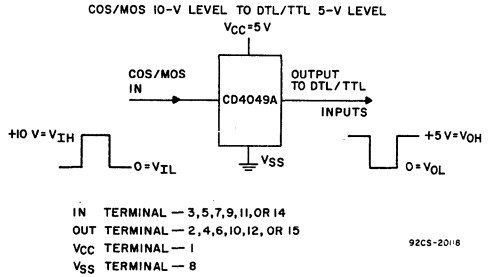 COS/MOS 10-V LEVEL TO DTL/TTL 5-V LEVEL
VCC=5V
COS/MOS
IN
CD4049A
OUTPUT
TO DTL/TTL
INPUTS
VSS
+10 V=VIH
0=VIL
+5V=VOH
0=VOL
IN TERMINAL — 3,5,7,9,11,OR 14
OUT TERMINAL — 2,4,6,10,12, OR 15
VCC TERMINAL — 1
VSS TERMINAL — 8
92CS-20118